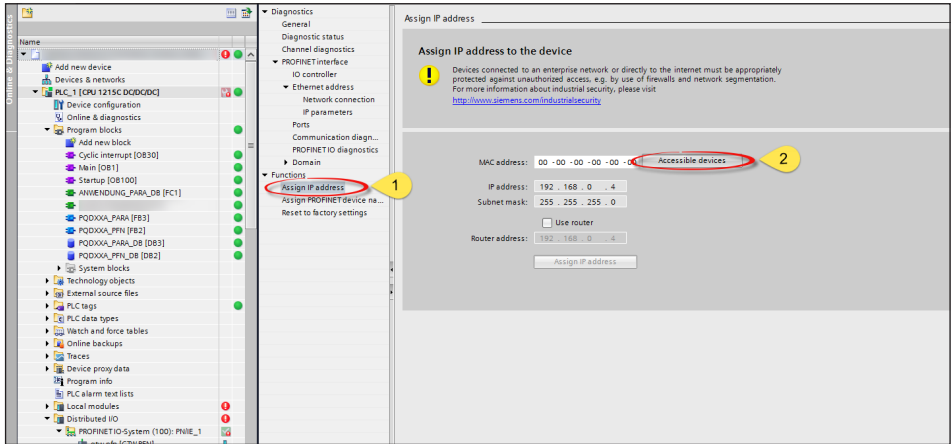 Online & Diagnostics
Name
Add new device
Devices & networks
PLC_1 [CPU 1215C DC/DC/DC]
Device configuration
Online & diagnostics
Program blocks
Add new block
Cyclic interrupt [OB30]
Main [OB1]
Startup [OB100]
ANWENDUNG_PARA_DB [FC1]
PQDXXA_PARA [FB3]
PQDXXA_PFN [FB2]
PQDXXA_PARA_DB [DB3]
PQDXXA_PFN_DB [DB2]
System blocks
Technology objects
External source files
PLC tags
PLC data types
Watch and force tables
Online backups
Traces
Device proxy data
Program info
PLC alarm text lists
Local modules
Distributed I/O
PROFINET IO-System (100): PN/IE_1
Diagnostics
General
Diagnostic status
Channel diagnostics
PROFINET interface
IO controller
Ethernet address
Network connection
IP parameters
Ports
Communication diagn...
PROFINET IO diagnostics
Domain
Functions
Assign IP address
1
Assign PROFINET device na...
Reset to factory settings
Assign IP address
Assign IP address to the device
Devices connected to an enterprise network or directly to the internet must be appropriately
protected against unauthorized access, e.g. by use of firewalls and network segmentation.
For more information about industrial security, please visit
http://www.siemens.com/industrialsecurity
MAC address: 00 -00 -00 -00 -00 -00 Accessible devices 2
IP address: 192 . 168 . 0 . 4
Subnet mask: 255 . 255 . 255 . 0
Use router
Router address: 192 . 168 . 0 . 4
Assign IP address